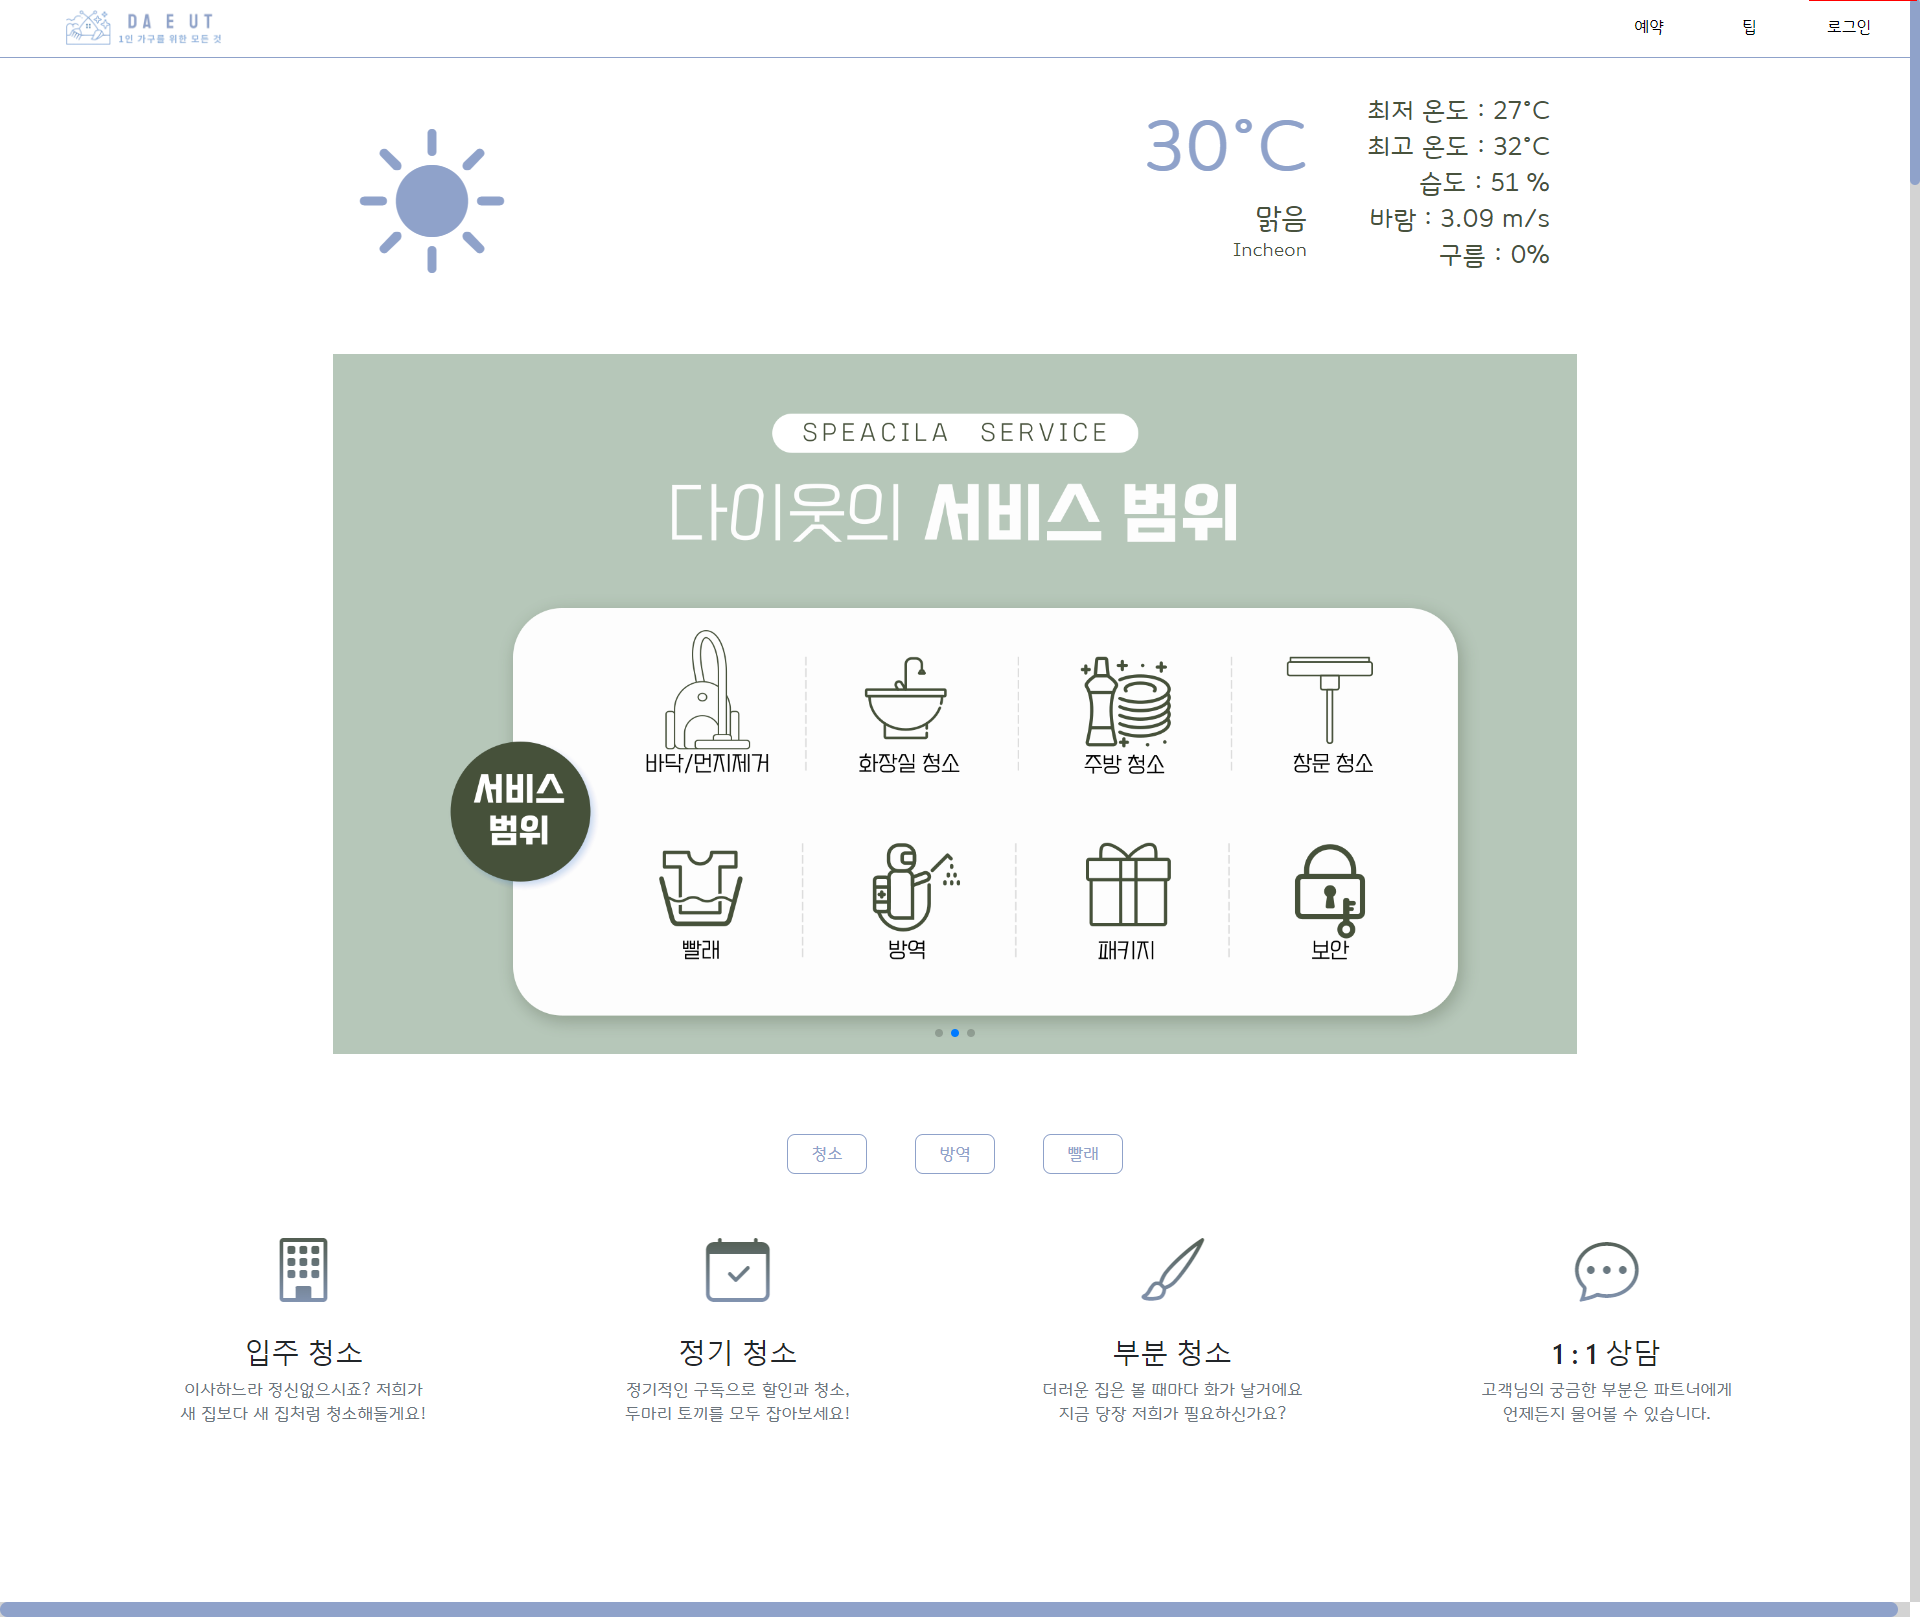 DA E UT
1인 가구를 위한 모든 것
예약
팁
로그인
30°C
맑음
Incheon
최저 온도 : 27°C
최고 온도 : 32°C
습도 : 51 %
바람 : 3.09 m/s
구름 : 0%
SPEACILA SERVICE
다이웃의 서비스 범위
서비스
범위
바닥/먼지제거
화장실 청소
주방 청소
창문 청소
빨래
방역
패키지
보안
청소
방역
빨래
입주 청소
이사하느라 정신없으시죠? 저희가
새 집보다 새 집처럼 청소해둘게요!
정기 청소
정기적인 구독으로 할인과 청소,
두마리 토끼를 모두 잡아보세요!
부분 청소
더러운 집은 볼 때마다 화가 날거에요
지금 당장 저희가 필요하신가요?
1 : 1 상담
고객님의 궁금한 부분은 파트너에게
언제든지 물어볼 수 있습니다.